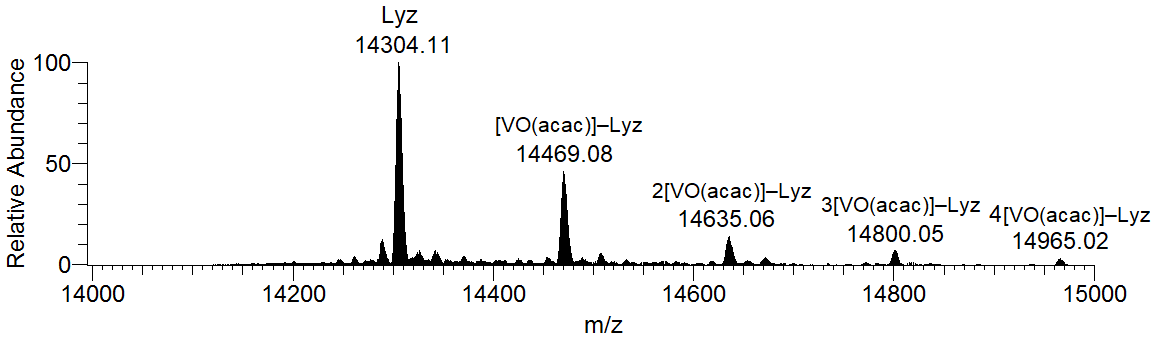 Lyz
14304.11
[VO(acac)]–Lyz
14469.08
2[VO(acac)]–Lyz
14635.06
3[VO(acac)]–Lyz
14800.05
4[VO(acac)]–Lyz
14965.02
Relative Abundance
100
50
0
14000
14200
14400
14600
14800
15000
m/z